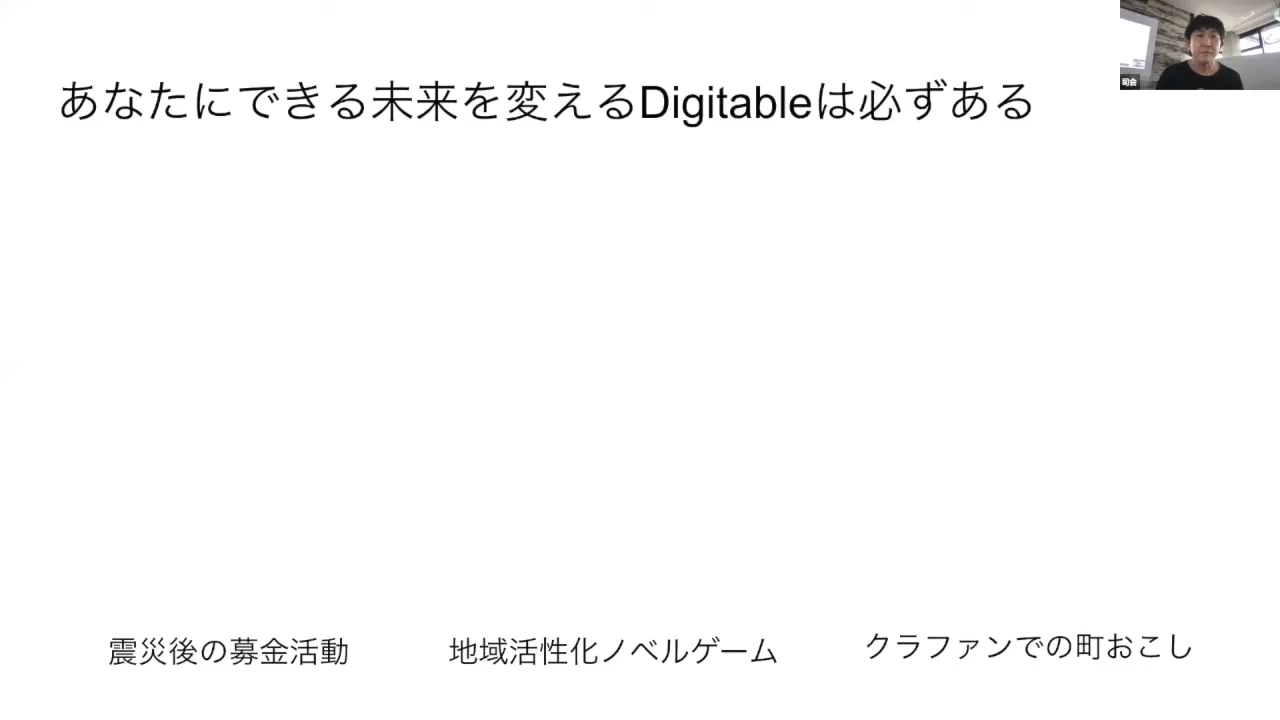 あなたにできる未来を変えるDigitableは必ずある
司会
震災後の募金活動
地域活性化ノベルゲーム
クラファンでの町おこし